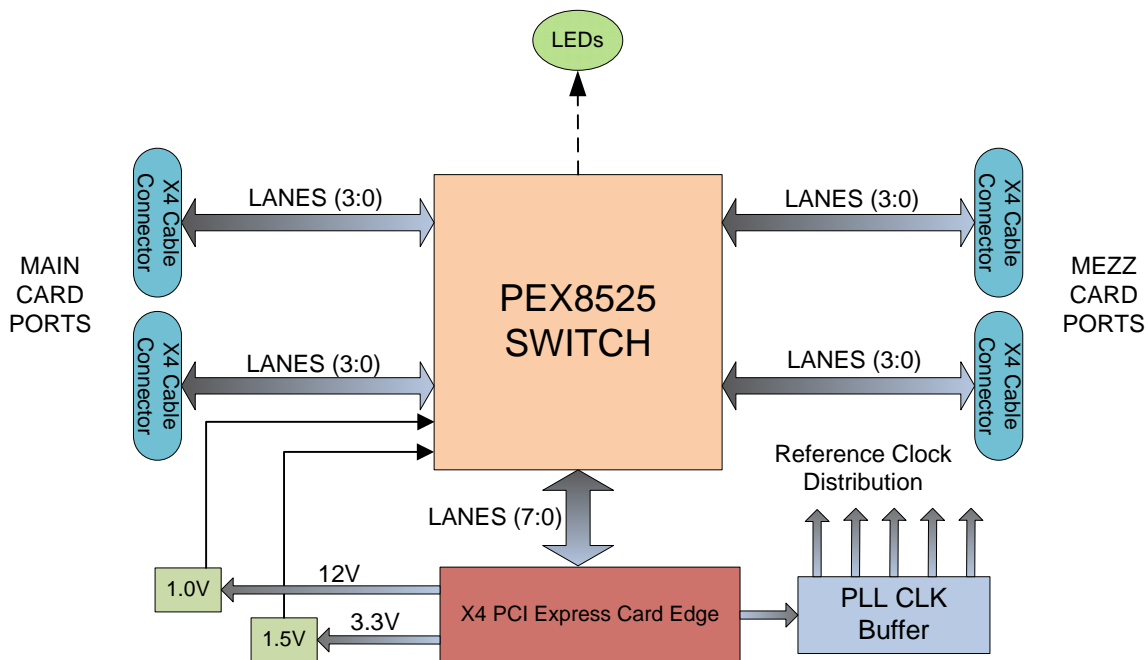 LEDs
X4 Cable
Connector
LANES (3:0)
LANES (3:0)
X4 Cable
Connector
MAIN
CARD
PORTS
PEX8525
SWITCH
MEZZ
CARD
PORTS
X4 Cable
Connector
LANES (3:0)
LANES (3:0)
X4 Cable
Connector
Reference Clock
Distribution
LANES (7:0)
1.0V
12V
X4 PCI Express Card Edge
PLL CLK
Buffer
1.5V
3.3V